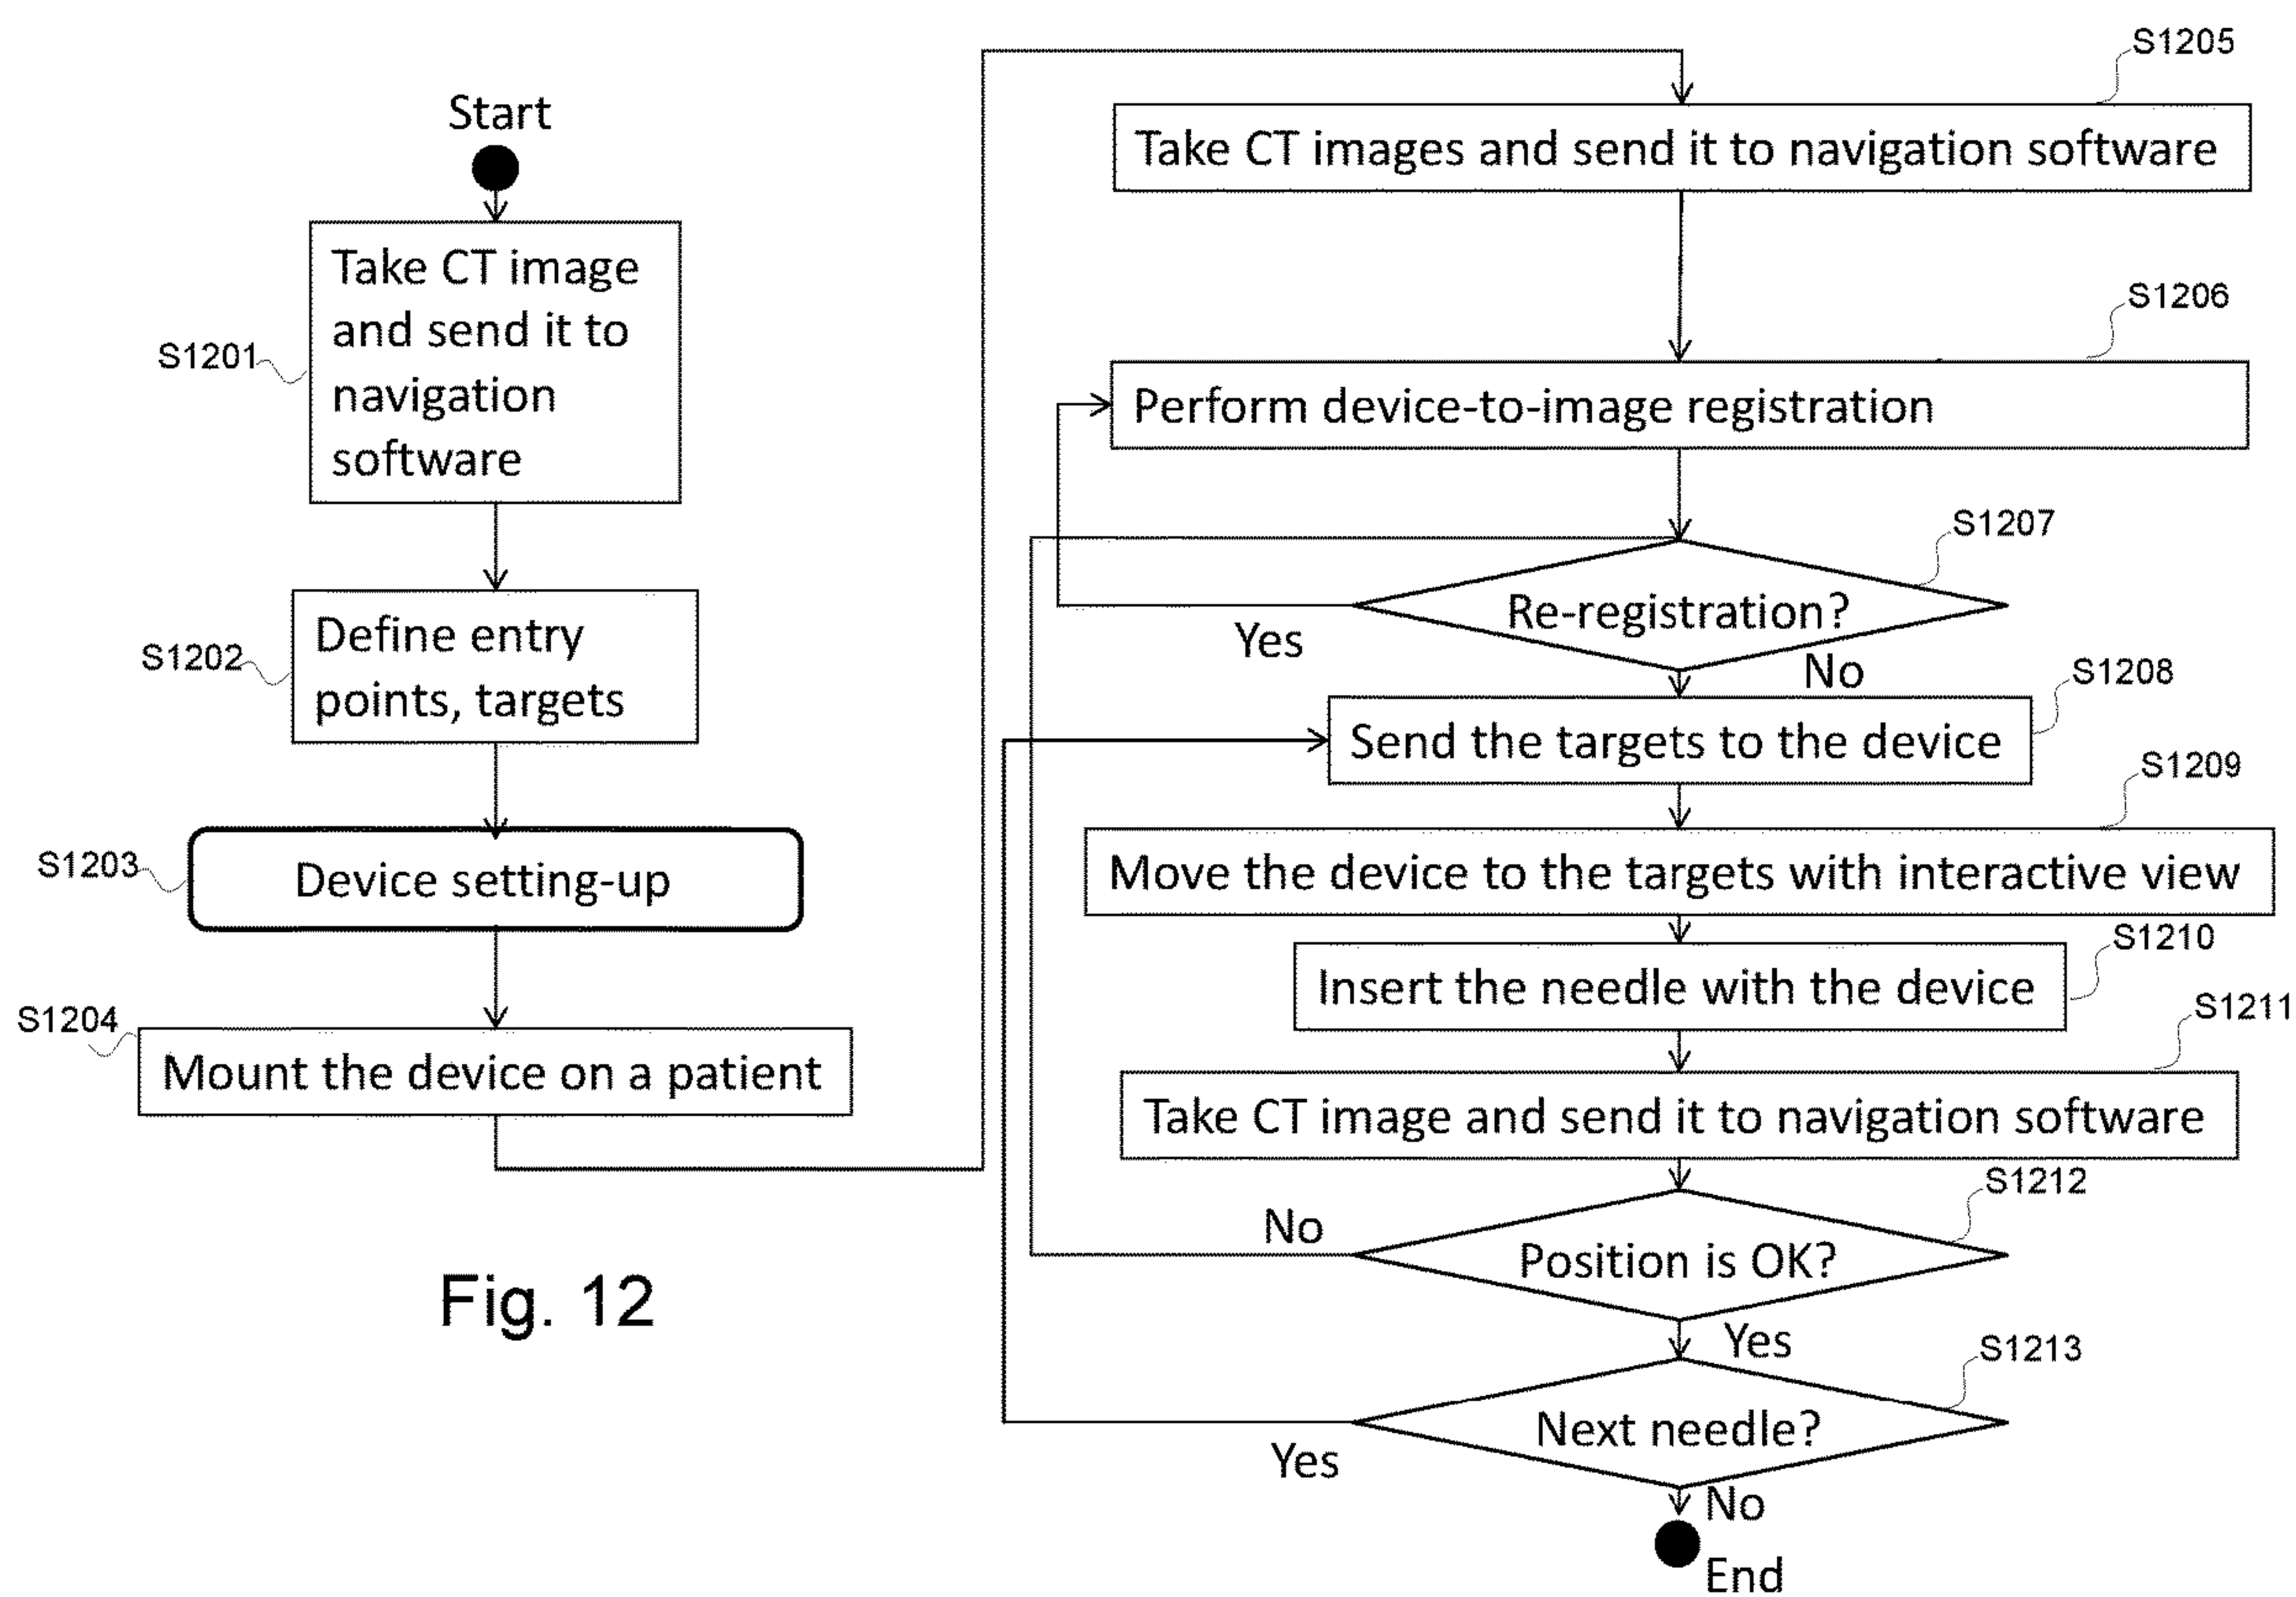 Start
S1201
Take CT image
and send it to
navigation
software
S1202
Define entry
points, targets
S1203
Device setting-up
S1204
Mount the device on a patient
Fig. 12
S1205
Take CT images and send it to navigation software
S1206
Perform device-to-image registration
S1207
Re-registration?
Yes
No
S1208
Send the targets to the device
S1209
Move the device to the targets with interactive view
S1210
Insert the needle with the device
S1211
Take CT image and send it to navigation software
S1212
No
Position is OK?
Yes
S1213
Next needle?
Yes
No
End